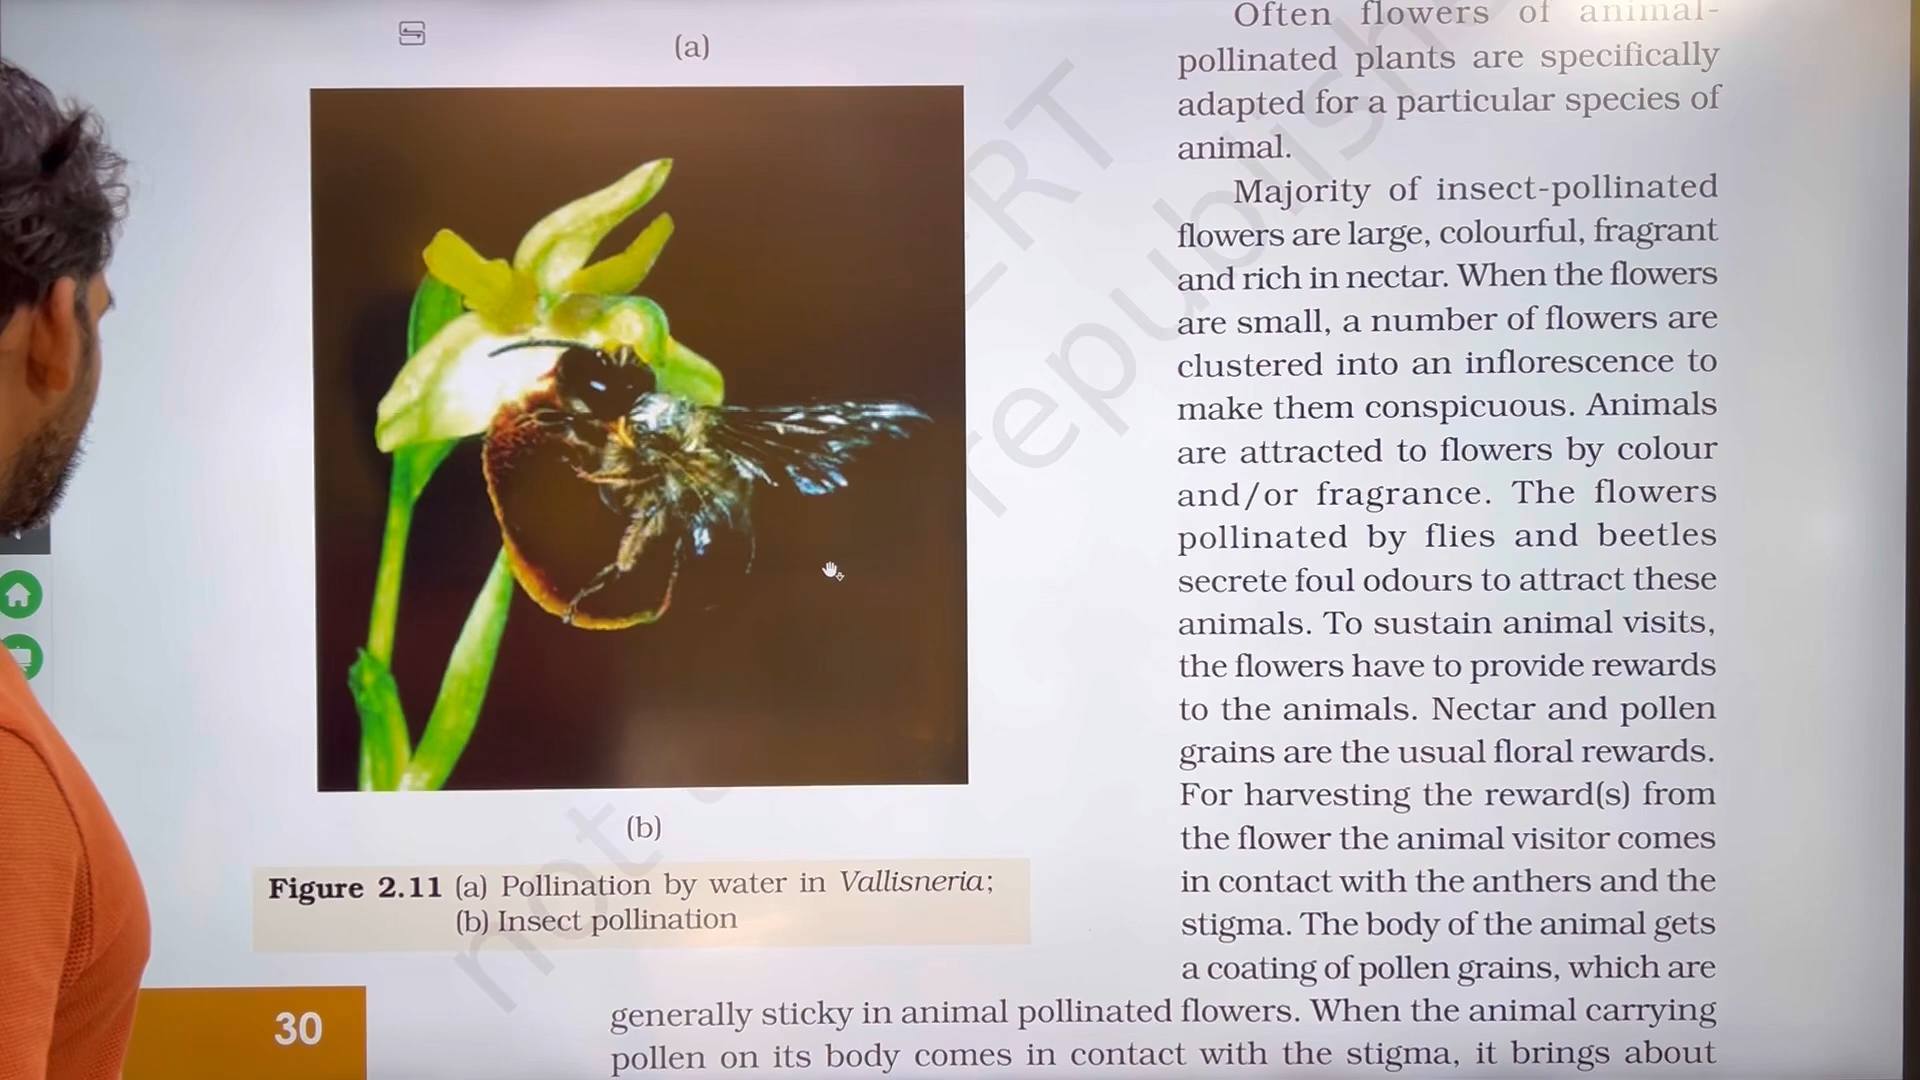 (a)
(b)
Figure 2.11 (a) Pollination by water in Vallisneria;
(b) Insect pollination
30
Often flowers of animal-
pollinated plants are specifically
adapted for a particular species of
animal.
Majority of insect-pollinated
flowers are large, colourful, fragrant
and rich in nectar. When the flowers
are small, a number of flowers are
clustered into an inflorescence to
make them conspicuous. Animals
are attracted to flowers by colour
and/or fragrance. The flowers
pollinated by flies and beetles
secrete foul odours to attract these
animals. To sustain animal visits,
the flowers have to provide rewards
to the animals. Nectar and pollen
grains are the usual floral rewards.
For harvesting the reward(s) from
the flower the animal visitor comes
in contact with the anthers and the
stigma. The body of the animal gets
a coating of pollen grains, which are
generally sticky in animal pollinated flowers. When the animal carrying
pollen on its body comes in contact with the stigma, it brings about
not